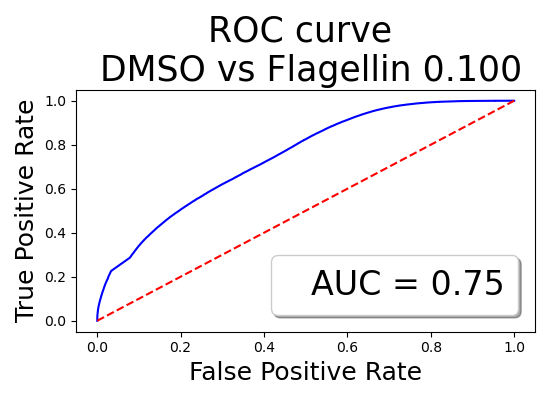 ROC curve
DMSO vs Flagellin 0.100
True Positive Rate
1.0
0.8
0.6
0.4
0.2
0.0
AUC = 0.75
0.0 0.2 0.4 0.6 0.8 1.0
False Positive Rate